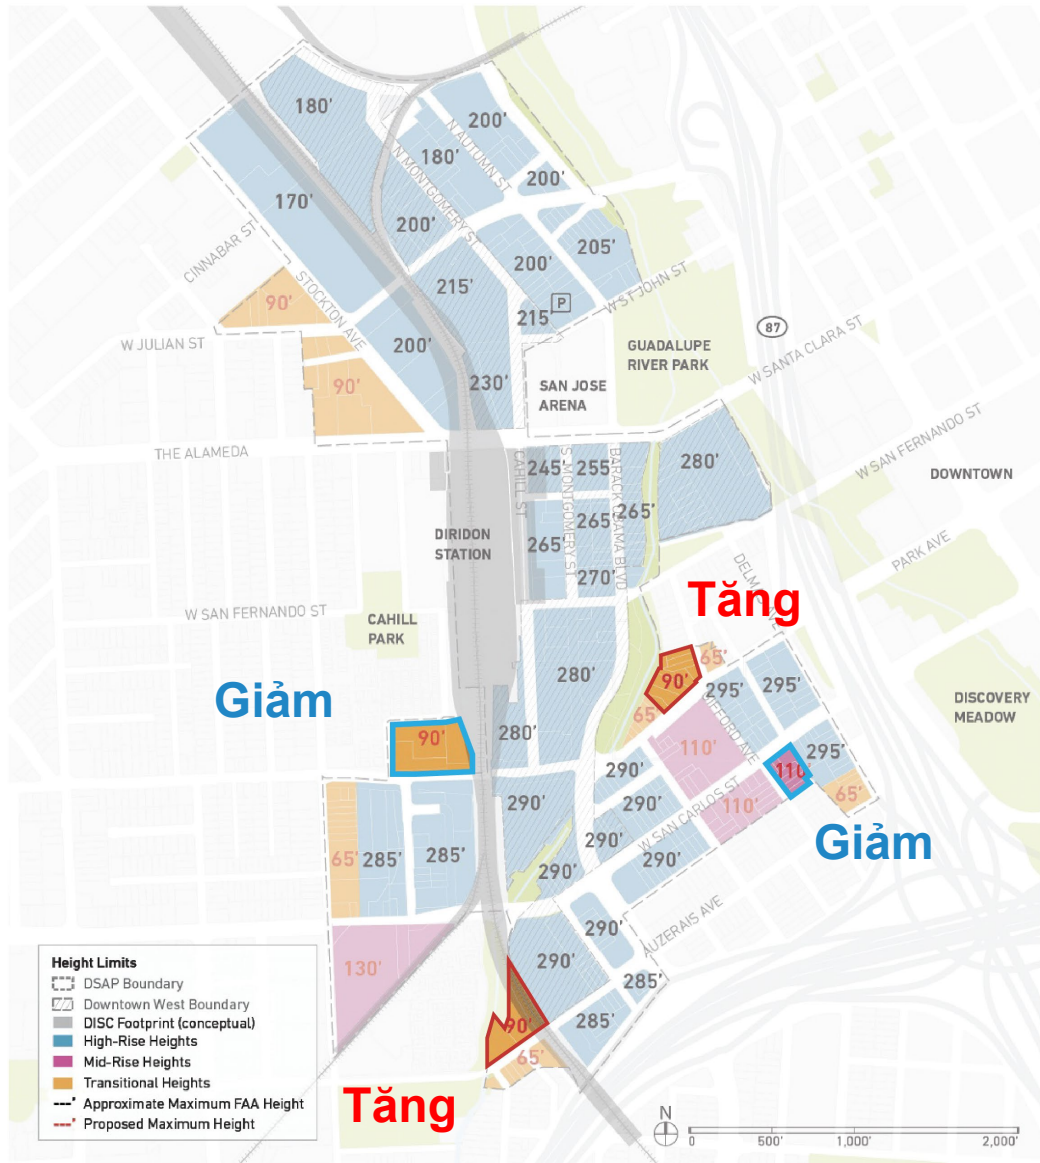 180'
200'
N AUTUMN ST
180'
N MONTGOMERY ST
200'
170'
200'
205'
CINNABAR ST
200'
215'
W ST JOHN ST
90'
STOCKTON AVE
215'
P
87
W JULIAN ST
200'
GUADALUPE
RIVER PARK
W SANTA CLARA ST
90'
230'
SAN JOSE
ARENA
THE ALAMEDA
W SAN FERNANDO ST
CAHILL ST
245'
S MONTGOMERY ST
255'
BARACK OBAMA BLVD
280'
DOWNTOWN
265'
265'
DIRIDON
STATION
265'
PARK AVE
270'
Tăng
W SAN FERNANDO ST
CAHILL
PARK
280'
65'
90'
295'
295'
Giảm
65'
DISCOVERY
MEADOW
90'
280'
110'
295'
290'
110'
290'
290'
110'
65'
W SAN CARLOS ST
290'
Giảm
65'
285'
285'
290'
290'
AUZERAIS AVE
290'
130'
290'
285'
90'
285'
65'
Tăng
Height Limits
DSAP Boundary
Downtown West Boundary
DISC Footprint (conceptual)
High-Rise Heights
Mid-Rise Heights
Transitional Heights
---' Approximate Maximum FAA Height
---' Proposed Maximum Height
N
0 500' 1,000' 2,000'